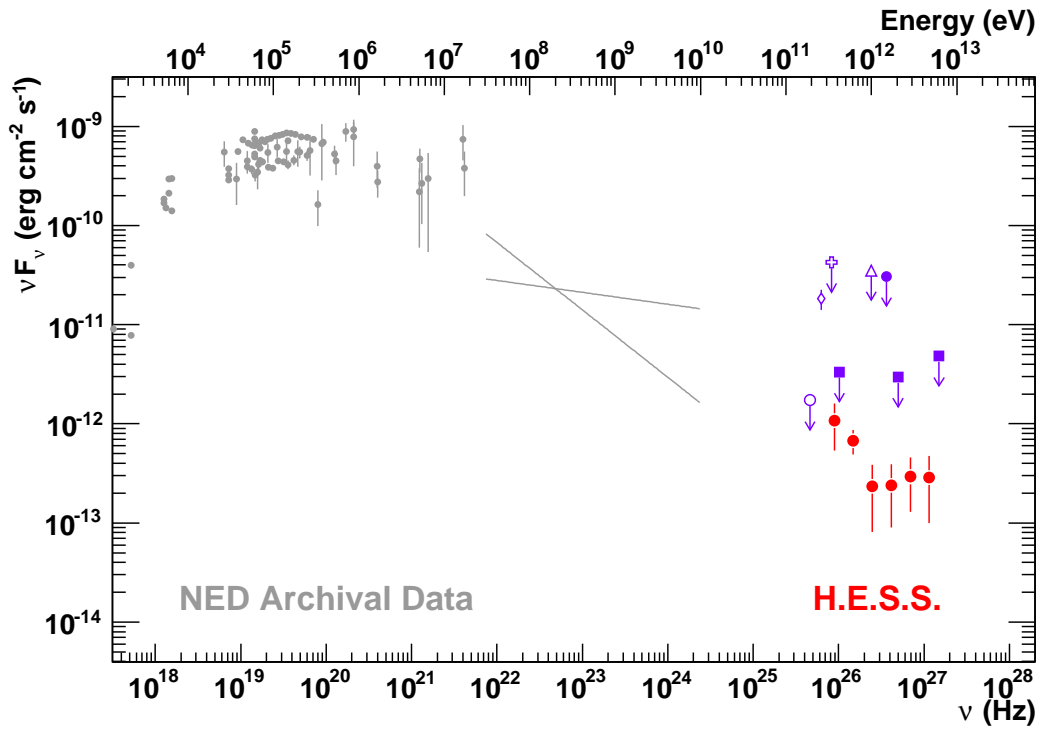 Energy (eV)
10^4 10^5 10^6 10^7 10^8 10^9 10^10 10^11 10^12 10^13
νF_ν (erg cm^-2 s^-1)
10^-9
10^-10
10^-11
10^-12
10^-13
10^-14
NED Archival Data
H.E.S.S.
10^18 10^19 10^20 10^21 10^22 10^23 10^24 10^25 10^26 10^27 10^28
ν (Hz)